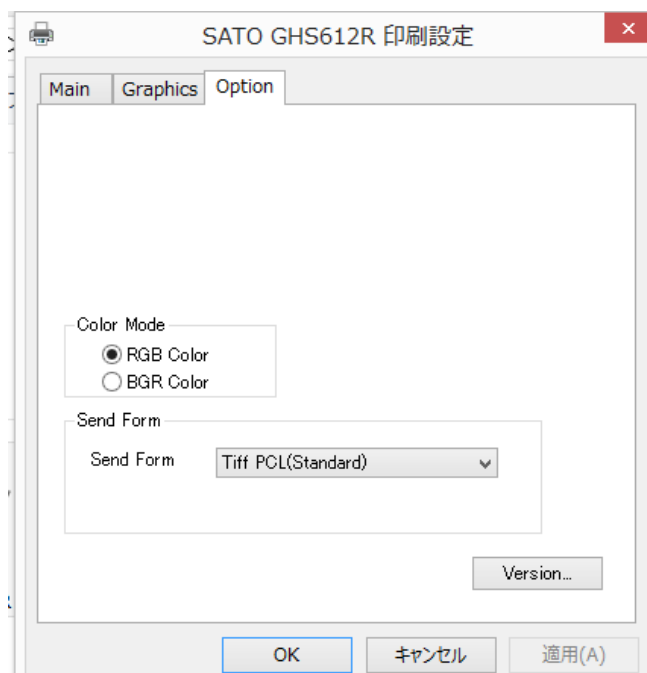 SATO GHS612R 印刷設定
Main Graphics Option
Color Mode
RGB Color
BGR Color
Send Form
Send Form Tiff PCL(Standard)
Version...
OK キャンセル 適用(A)